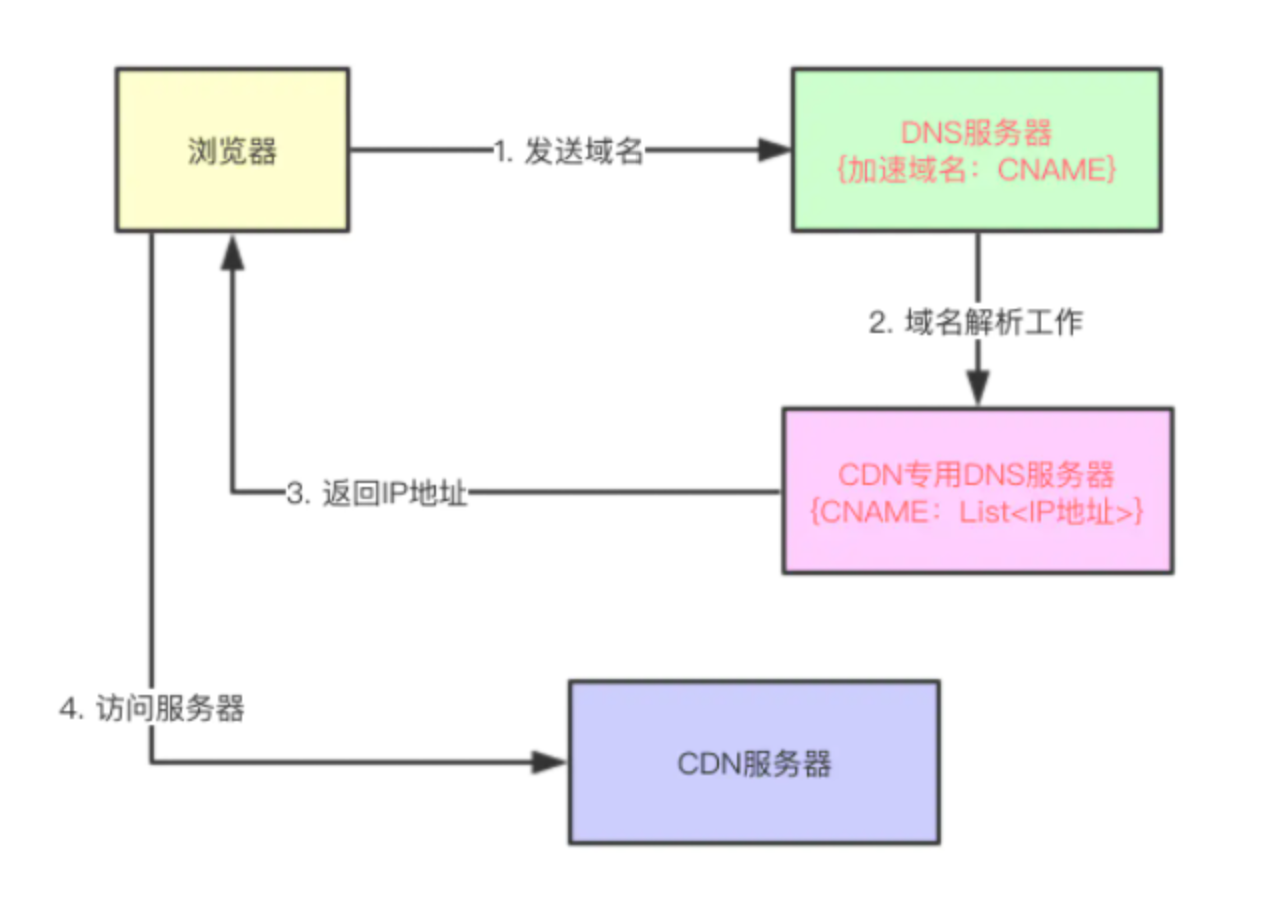 浏览器
1. 发送域名
DNS服务器
{加速域名：CNAME}
2. 域名解析工作
CDN专用DNS服务器
{CNAME：List<IP地址>}
3. 返回IP地址
4. 访问服务器
CDN服务器